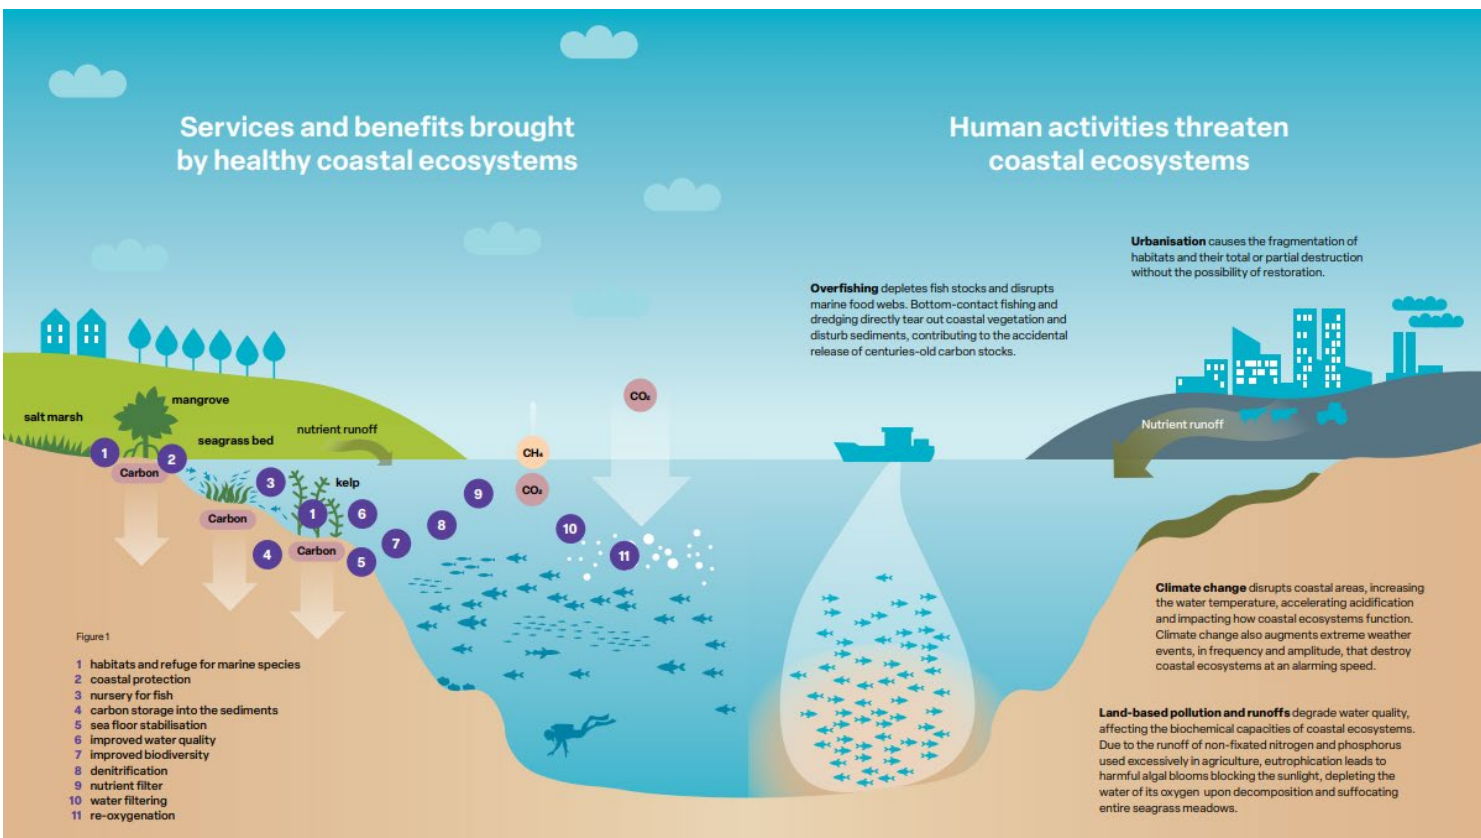 Services and benefits brought
by healthy coastal ecosystems
Human activities threaten
coastal ecosystems
Urbanisation causes the fragmentation of
habitats and their total or partial destruction
without the possibility of restoration.
Overfishing depletes fish stocks and disrupts
marine food webs. Bottom-contact fishing and
dredging directly tear out coastal vegetation and
disturb sediments, contributing to the accidental
release of centuries-old carbon stocks.
salt marsh
mangrove
seagrass bed
nutrient runoff
kelp
1
2
3
1
6
4
5
7
8
9
10
11
Carbon
Carbon
Carbon
CH₄
CO₂
CO₂
Nutrient runoff
Figure 1
1 habitats and refuge for marine species
2 coastal protection
3 nursery for fish
4 carbon storage into the sediments
5 sea floor stabilisation
6 improved water quality
7 improved biodiversity
8 denitrification
9 nutrient filter
10 water filtering
11 re-oxygenation
Climate change disrupts coastal areas, increasing
the water temperature, accelerating acidification
and impacting how coastal ecosystems function.
Climate change also augments extreme weather
events, in frequency and amplitude, that destroy
coastal ecosystems at an alarming speed.
Land-based pollution and runoffs degrade water quality,
affecting the biochemical capacities of coastal ecosystems.
Due to the runoff of non-fixated nitrogen and phosphorus
used excessively in agriculture, eutrophication leads to
harmful algal blooms blocking the sunlight, depleting the
water of its oxygen upon decomposition and suffocating
entire seagrass meadows.